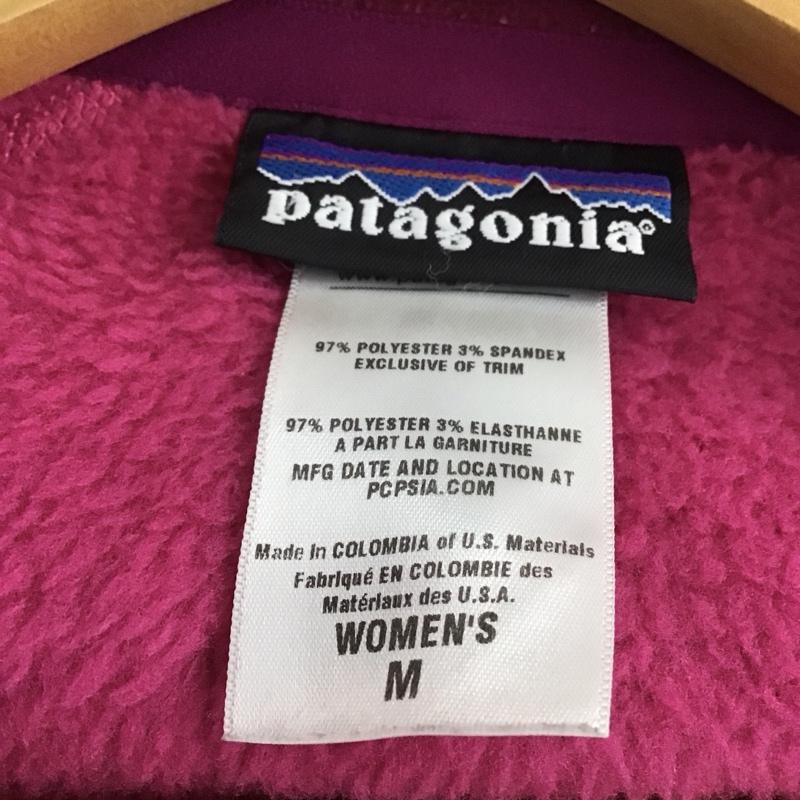 patagonia®
97% POLYESTER 3% SPANDEX
EXCLUSIVE OF TRIM
97% POLYESTER 3% ELASTHANNE
A PART LA GARNITURE
MFG DATE AND LOCATION AT
PCPSIA.COM
Made in COLOMBIA of U.S. Materials
Fabriqué EN COLOMBIE des
Matériaux des U.S.A.
WOMEN'S
M